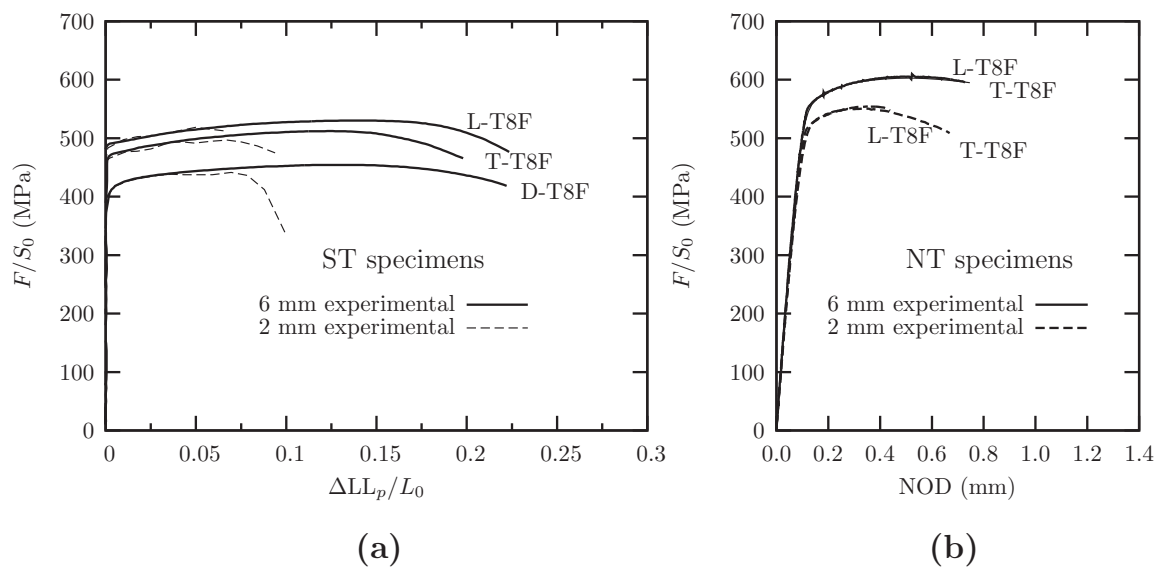 700
600
500
400
300
200
100
0
F/S0 (MPa)
L-T8F
T-T8F
D-T8F
ST specimens
6 mm experimental
2 mm experimental
0 0.05 0.1 0.15 0.2 0.25 0.3
ΔLLp/L0
(a)
700
600
500
400
300
200
100
0
F/S0 (MPa)
L-T8F
T-T8F
L-T8F
T-T8F
NT specimens
6 mm experimental
2 mm experimental
0.0 0.2 0.4 0.6 0.8 1.0 1.2 1.4
NOD (mm)
(b)